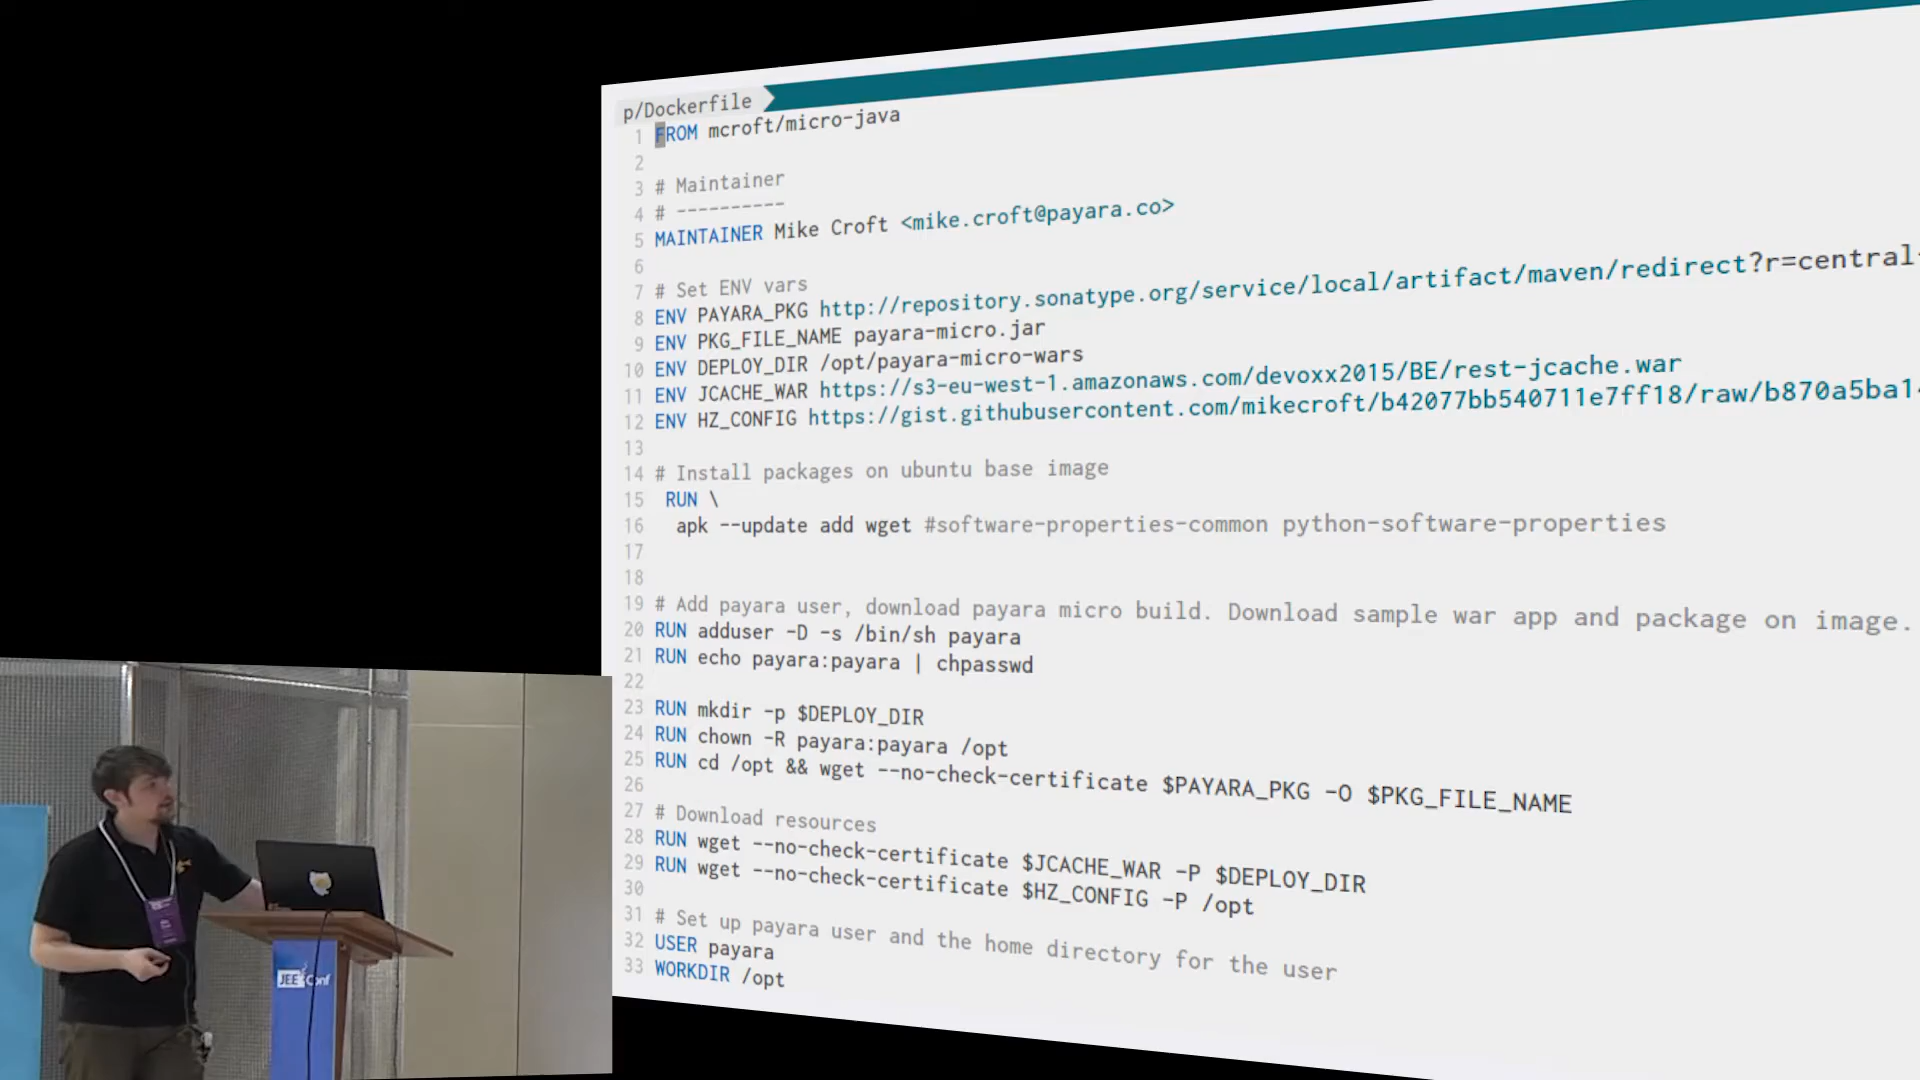 p/Dockerfile
1 FROM mcroft/micro-java
2
3 # Maintainer
4 # ----------
5 MAINTAINER Mike Croft <mike.croft@payara.co>
6
7 # Set ENV vars
8 ENV PAYARA_PKG http://repository.sonatype.org/service/local/artifact/maven/redirect?r=central
9 ENV PKG_FILE_NAME payara-micro.jar
10 ENV DEPLOY_DIR /opt/payara-micro-wars
11 ENV JCACHE_WAR https://s3-eu-west-1.amazonaws.com/devoxx2015/BE/rest-jcache.war
12 ENV HZ_CONFIG https://gist.githubusercontent.com/mikecroft/b42077bb540711e7ff18/raw/b870a5ba1
13
14 # Install packages on ubuntu base image
15 RUN \
16 apk --update add wget #software-properties-common python-software-properties
17
18
19 # Add payara user, download payara micro build. Download sample war app and package on image.
20 RUN adduser -D -s /bin/sh payara
21 RUN echo payara:payara | chpasswd
22
23 RUN mkdir -p $DEPLOY_DIR
24 RUN chown -R payara:payara /opt
25 RUN cd /opt && wget --no-check-certificate $PAYARA_PKG -O $PKG_FILE_NAME
26
27 # Download resources
28 RUN wget --no-check-certificate $JCACHE_WAR -P $DEPLOY_DIR
29 RUN wget --no-check-certificate $HZ_CONFIG -P /opt
30
31 # Set up payara user and the home directory for the user
32 USER payara
33 WORKDIR /opt
JEEConf